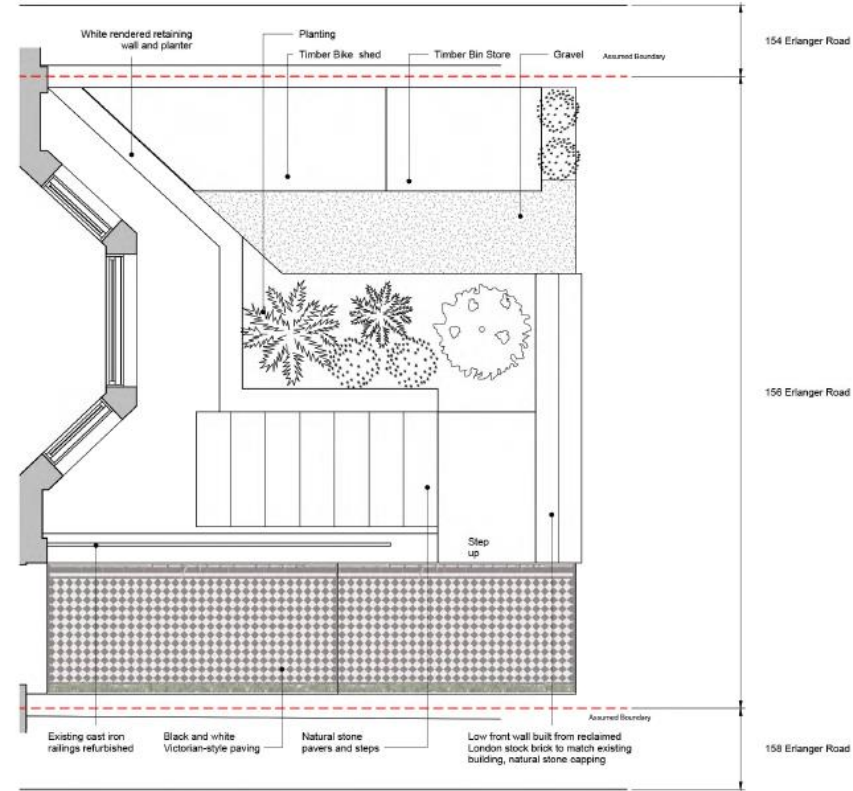 White rendered retaining
wall and planter
Planting
Timber Bike shed
Timber Bin Store
Gravel
Assumed Boundary
154 Erlanger Road
156 Erlanger Road
Step
up
Assumed Boundary
Existing cast iron
railings refurbished
Black and white
Victorian-style paving
Natural stone
pavers and steps
Low front wall built from reclaimed
London stock brick to match existing
building, natural stone capping
158 Erlanger Road